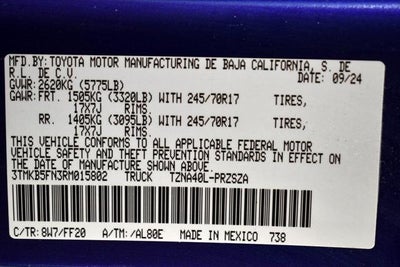 MFD.BY: TOYOTA MOTOR MANUFACTURING DE BAJA CALIFORNIA, S. DE
R.L. DE C.V. DATE: 09/24
GVWR: 2620KG (5775LB)
GAWR: FRT. 1505KG (3320LB) WITH 245/70R17 TIRES,
17X7J RIMS.
RR. 1405KG (3095LB) WITH 245/70R17 TIRES,
17X7J RIMS.
THIS VEHICLE CONFORMS TO ALL APPLICABLE FEDERAL MOTOR
VEHICLE SAFETY AND THEFT PREVENTION STANDARDS IN EFFECT ON
THE DATE OF MANUFACTURE SHOWN ABOVE.
3TMKB5FN3RM015802 TRUCK TZNA40L-PRZSZA
C/TR: 8W7/FF20 A/TM: /AL80E MADE IN MEXICO 738